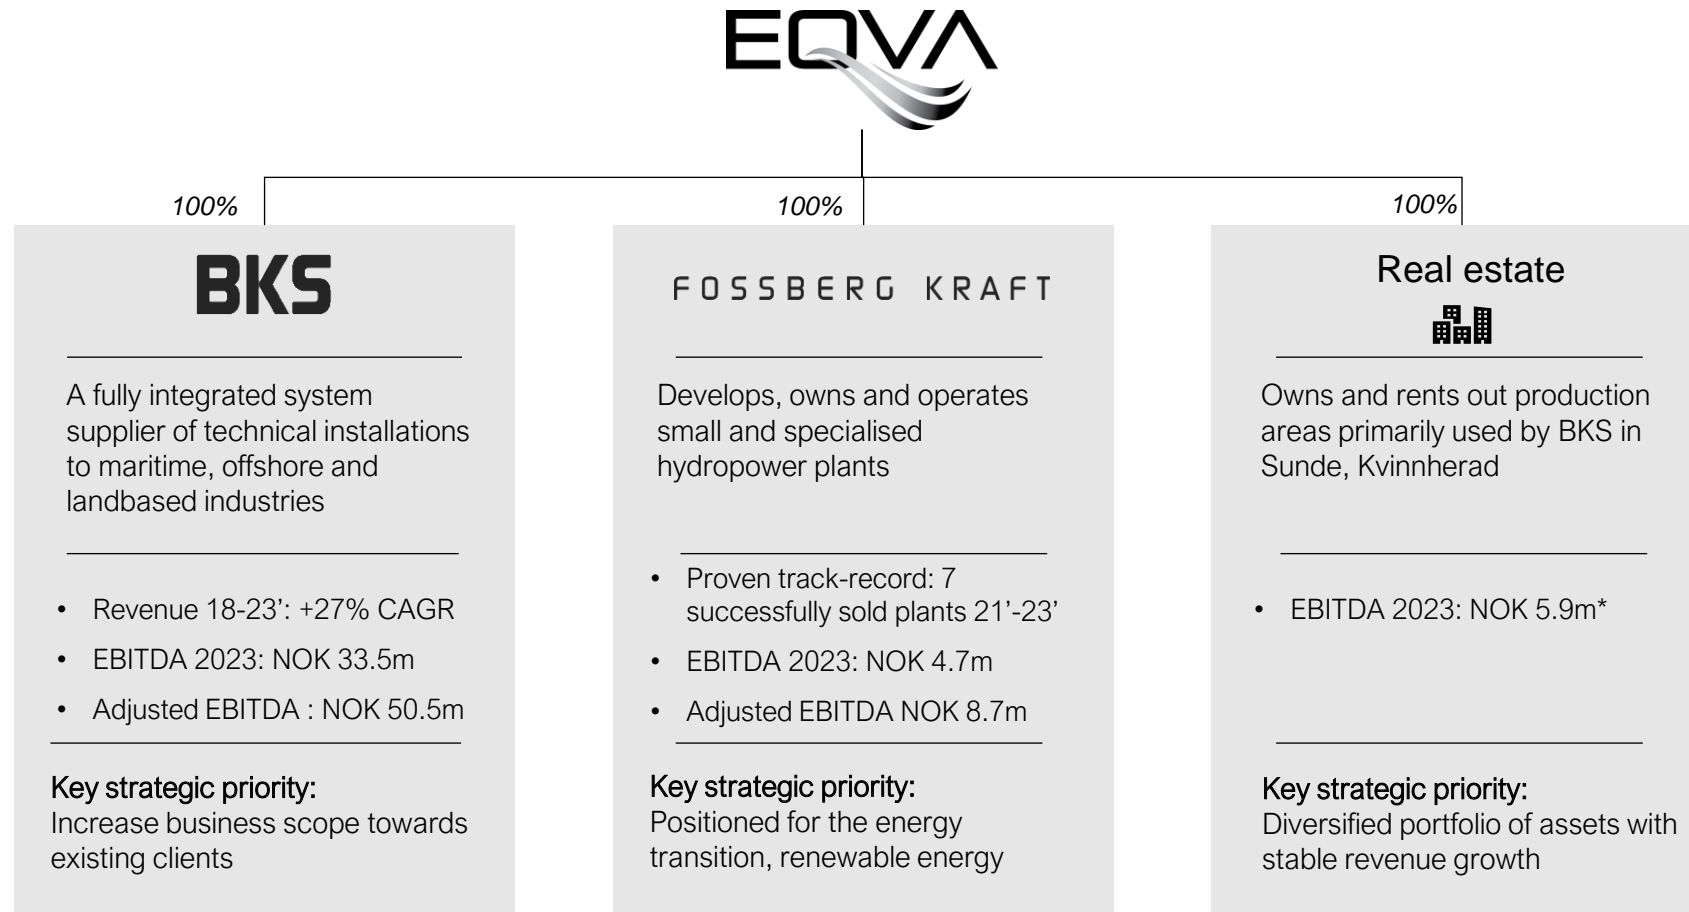 EQVA
100%
100%
100%
BKS
A fully integrated system
supplier of technical installations
to maritime, offshore and
landbased industries
• Revenue 18-23’: +27% CAGR
• EBITDA 2023: NOK 33.5m
• Adjusted EBITDA : NOK 50.5m
Key strategic priority:
Increase business scope towards
existing clients
FOSSBERG KRAFT
Develops, owns and operates
small and specialised
hydropower plants
• Proven track-record: 7
successfully sold plants 21’-23’
• EBITDA 2023: NOK 4.7m
• Adjusted EBITDA NOK 8.7m
Key strategic priority:
Positioned for the energy
transition, renewable energy
Real estate
Owns and rents out production
areas primarily used by BKS in
Sunde, Kvinnherad
• EBITDA 2023: NOK 5.9m*
Key strategic priority:
Diversified portfolio of assets with
stable revenue growth